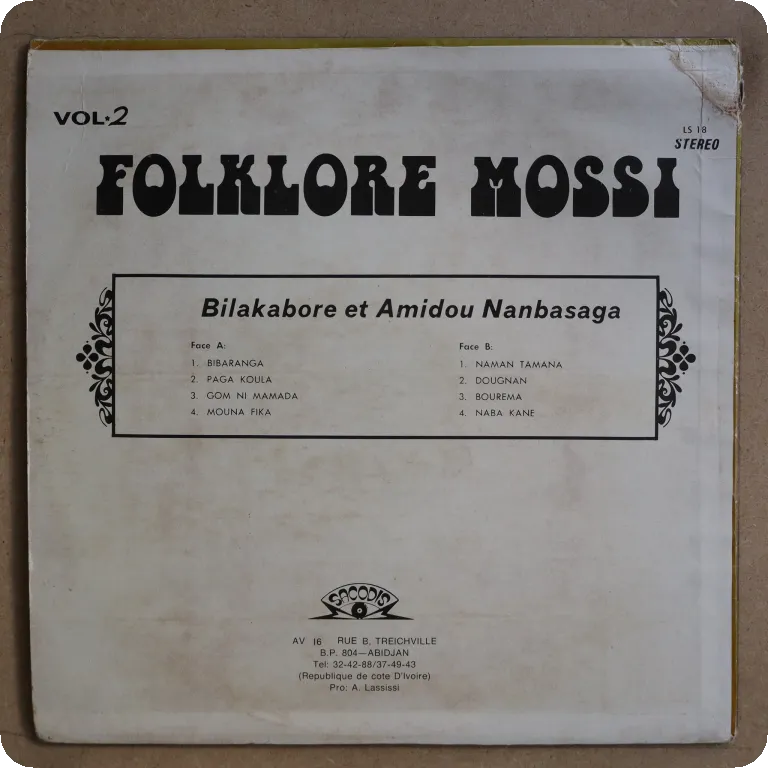 VOL★2
LS 18
STEREO
FOLKLORE MOSSI
Bilakabore et Amidou Nanbasaga
Face A:
1. BIBARANGA
2. PAGA KOULA
3. GOM NI MAMADA
4. MOUNA FIKA
Face B:
1. NAMAN TAMANA
2. DOUGNAN
3. BOUREMA
4. NABA KANE
SACODIS
AV 16 RUE B, TREICHVILLE
B.P. 804—ABIDJAN
Tel: 32-42-88/37-49-43
(Republique de cote D'Ivoire)
Pro: A. Lassissi